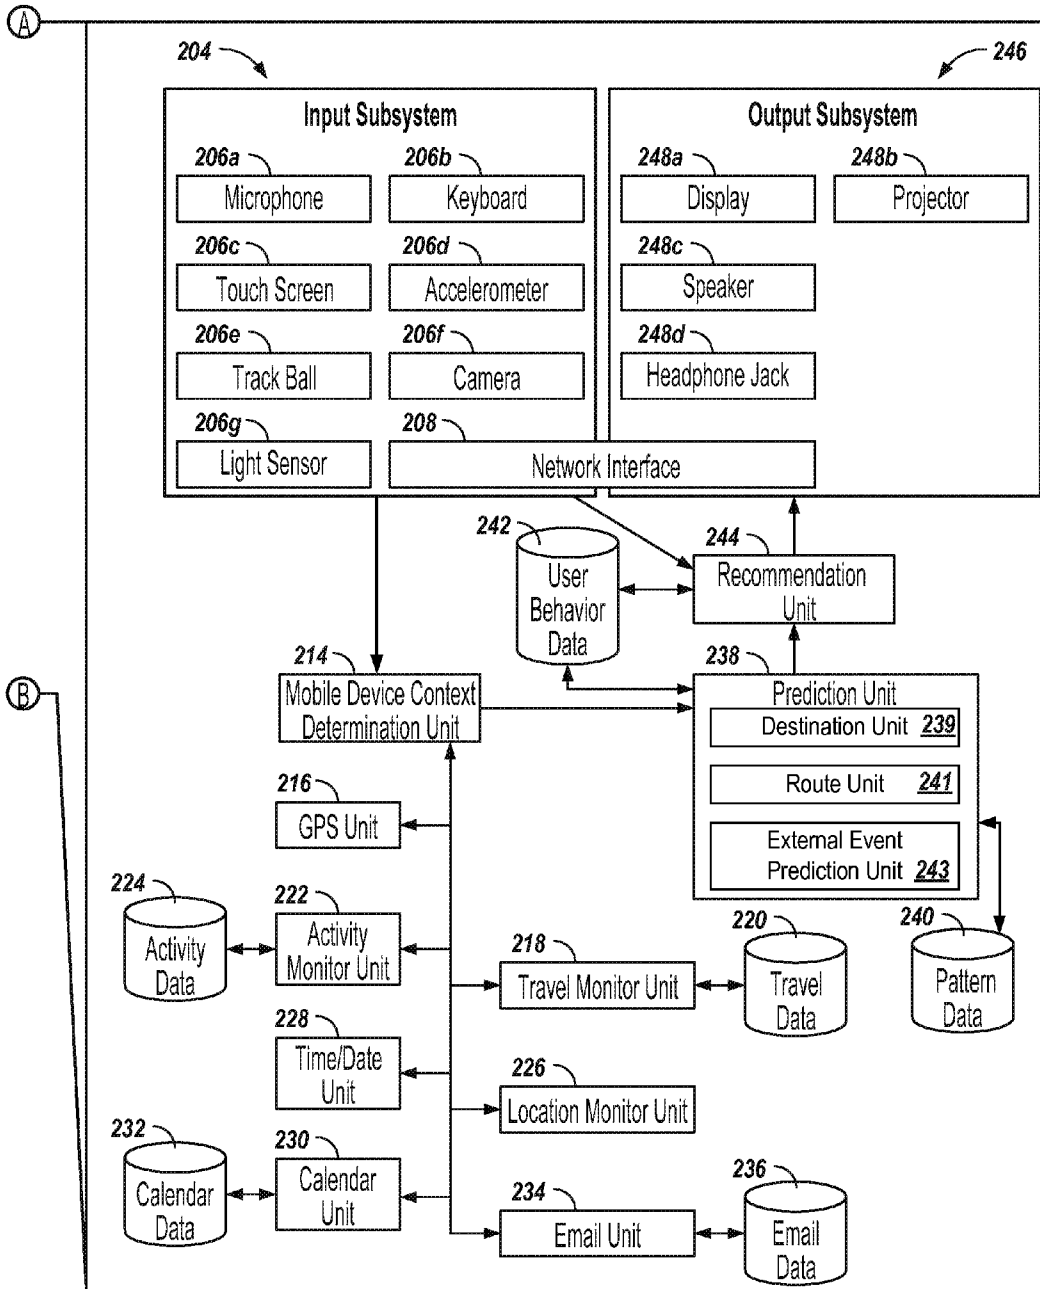 A
204
246
Input Subsystem
Output Subsystem
206a
206b
248a
248b
Microphone
Keyboard
Display
Projector
206c
206d
248c
Touch Screen
Accelerometer
Speaker
206e
206f
248d
Track Ball
Camera
Headphone Jack
206g
208
Light Sensor
Network Interface
242
244
User
Behavior
Data
Recommendation
Unit
214
238
B
Mobile Device Context
Determination Unit
Prediction Unit
Destination Unit 239
216
Route Unit 241
GPS Unit
External Event
Prediction Unit 243
224
222
220
240
Activity
Data
Activity
Monitor Unit
218
Travel Monitor Unit
Travel
Data
Pattern
Data
228
Time/Date
Unit
226
Location Monitor Unit
232
230
Calendar
Data
Calendar
Unit
234
236
Email Unit
Email
Data